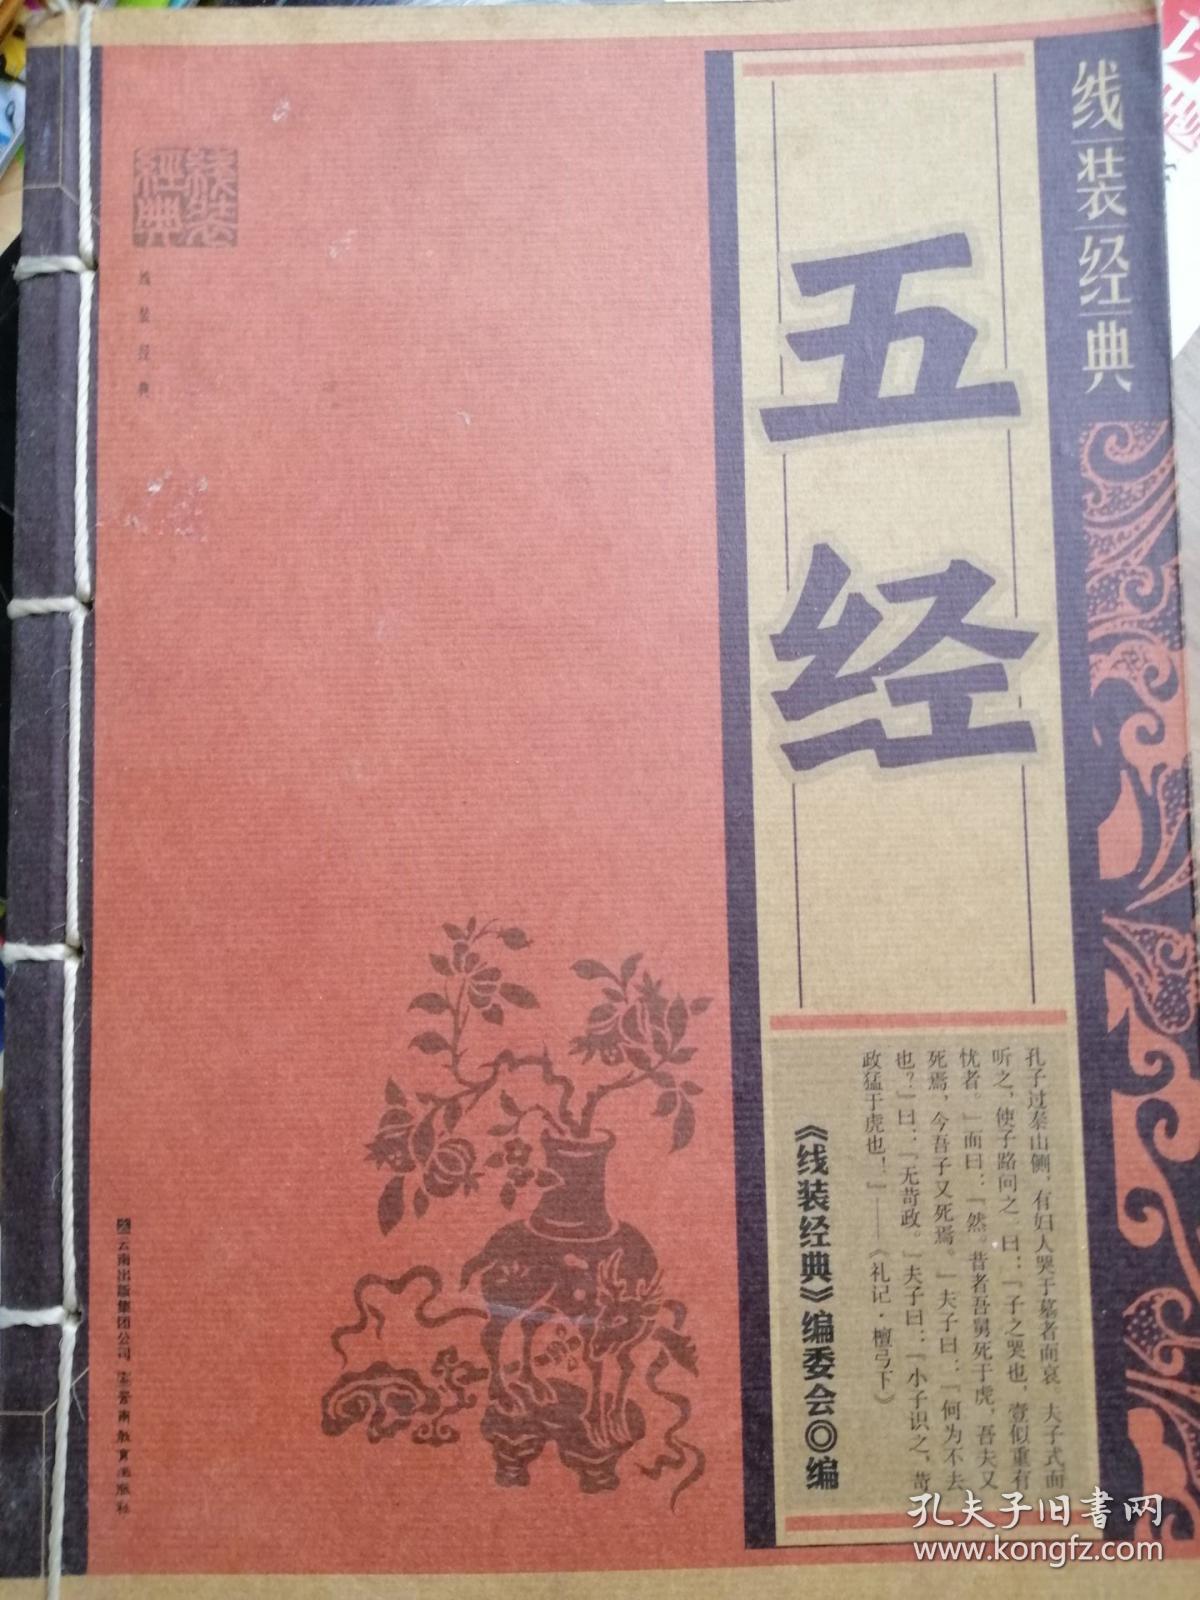 线装经典
五经
孔子过泰山侧，有妇人哭于墓者而哀。夫子式而
听之，使子路问之，曰：「子之哭也，壹似重有
忧者。」而曰：「然。昔者吾舅死于虎，吾夫又
死焉，今吾子又死焉。」夫子曰：「何为不去
也？」曰：「无苛政。」夫子曰：「小子识之，苛
政猛于虎也！」——《礼记·檀弓下》
《线装经典》编委会◎编
線装
經典
线装经典
云南出版集团公司 云南教育出版社
孔夫子旧书网
www.kongfz.com